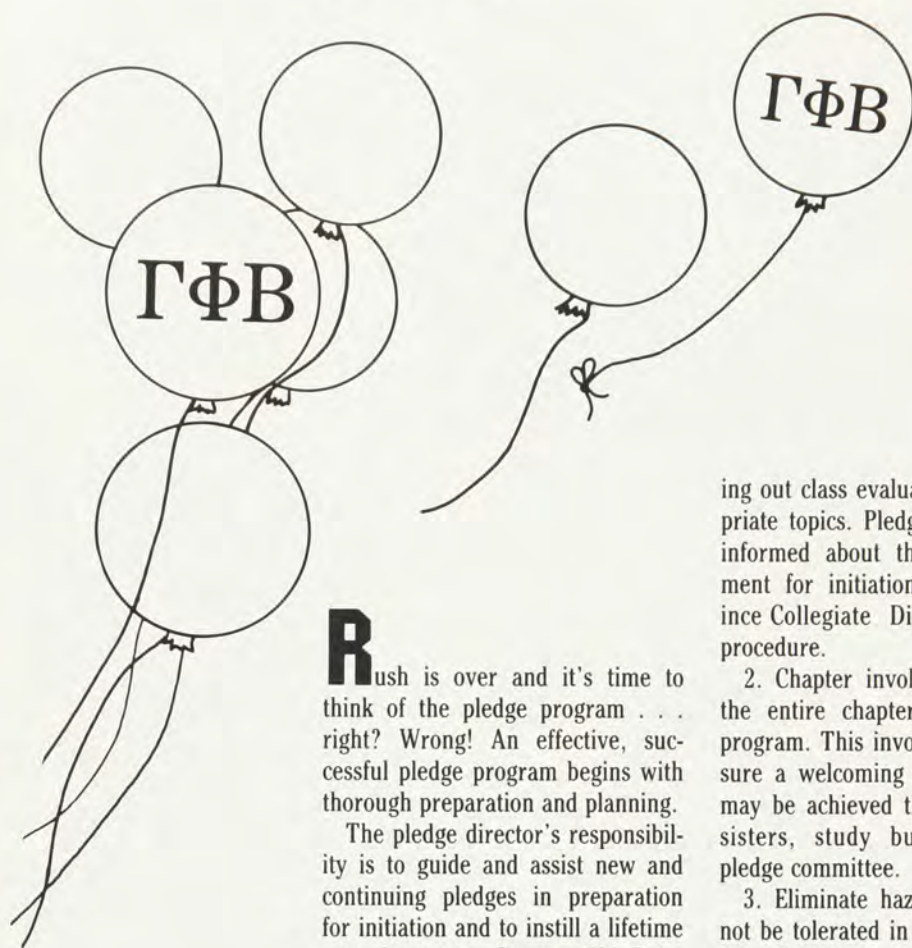 ΓΦΒ
ΓΦΒ
Rush is over and it's time to
think of the pledge program . . .
right? Wrong! An effective, suc-
cessful pledge program begins with
thorough preparation and planning.
The pledge director's responsibil-
ity is to guide and assist new and
continuing pledges in preparation
for initiation and to instill a lifetime
ing out class evalua
priate topics. Pledg
informed about th
ment for initiation
ince Collegiate Di
procedure.
2. Chapter invol
the entire chapter
program. This invo
sure a welcoming
may be achieved t
sisters, study bu
pledge committee.
3. Eliminate haz
not be tolerated in